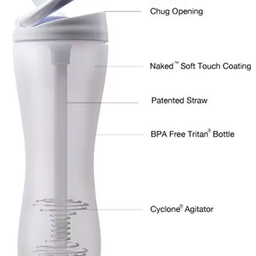 Chug Opening
Naked™ Soft Touch Coating
Patented Straw
BPA Free Tritan® Bottle
Cyclone® Agitator